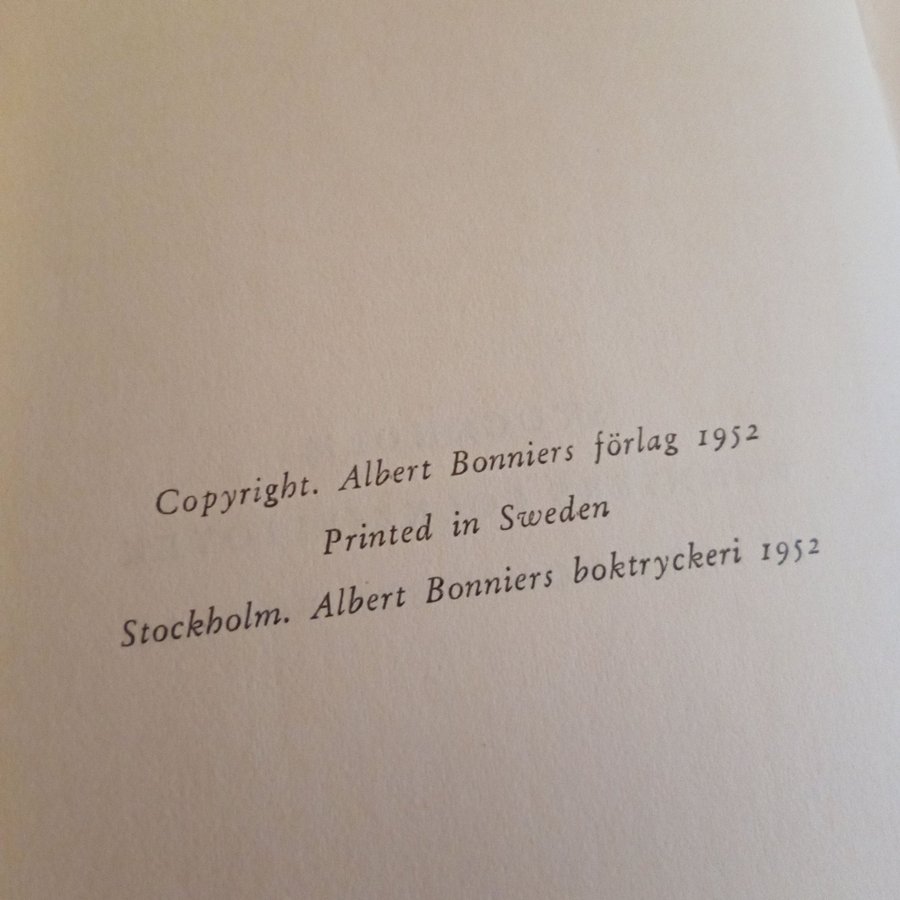 Copyright. Albert Bonniers förlag 1952
Printed in Sweden
Stockholm. Albert Bonniers boktryckeri 1952